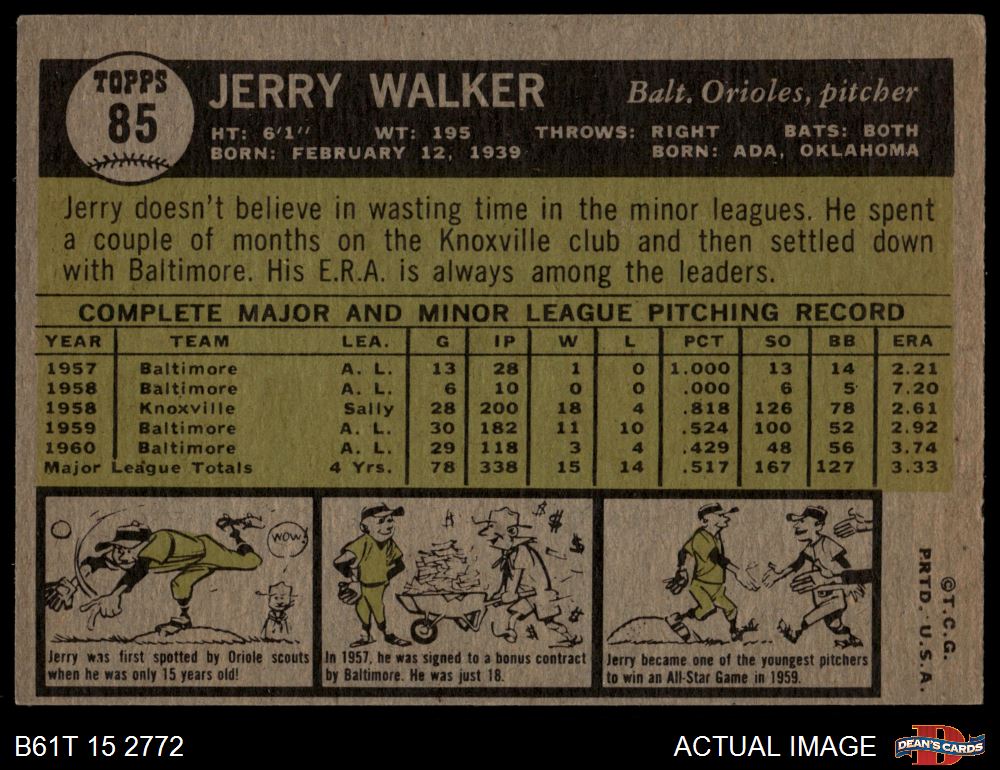 TOPPS
85
JERRY WALKER
Balt. Orioles, pitcher
HT: 6'1" WT: 195 THROWS: RIGHT BATS: BOTH
BORN: FEBRUARY 12, 1939 BORN: ADA, OKLAHOMA
Jerry doesn't believe in wasting time in the minor leagues. He spent
a couple of months on the Knoxville club and then settled down
with Baltimore. His E.R.A. is always among the leaders.
COMPLETE MAJOR AND MINOR LEAGUE PITCHING RECORD
YEAR TEAM LEA. G IP W L PCT SO BB ERA
1957 Baltimore A. L. 13 28 1 0 1.000 13 14 2.21
1958 Baltimore A. L. 6 10 0 0 .000 6 5 7.20
1958 Knoxville Sally 28 200 18 4 .818 126 78 2.61
1959 Baltimore A. L. 30 182 11 10 .524 100 52 2.92
1960 Baltimore A. L. 29 118 3 4 .429 48 56 3.74
Major League Totals 4 Yrs. 78 338 15 14 .517 167 127 3.33
WOW!
Jerry was first spotted by Oriole scouts
when he was only 15 years old!
$ $ $ $ $ $ $
In 1957, he was signed to a bonus contract
by Baltimore. He was just 18.
Jerry became one of the youngest pitchers
to win an All-Star Game in 1959.
©T.C.G.
PRTD. U.S.A.
B61T 15 2772
ACTUAL IMAGE
D
DEAN'S CARDS